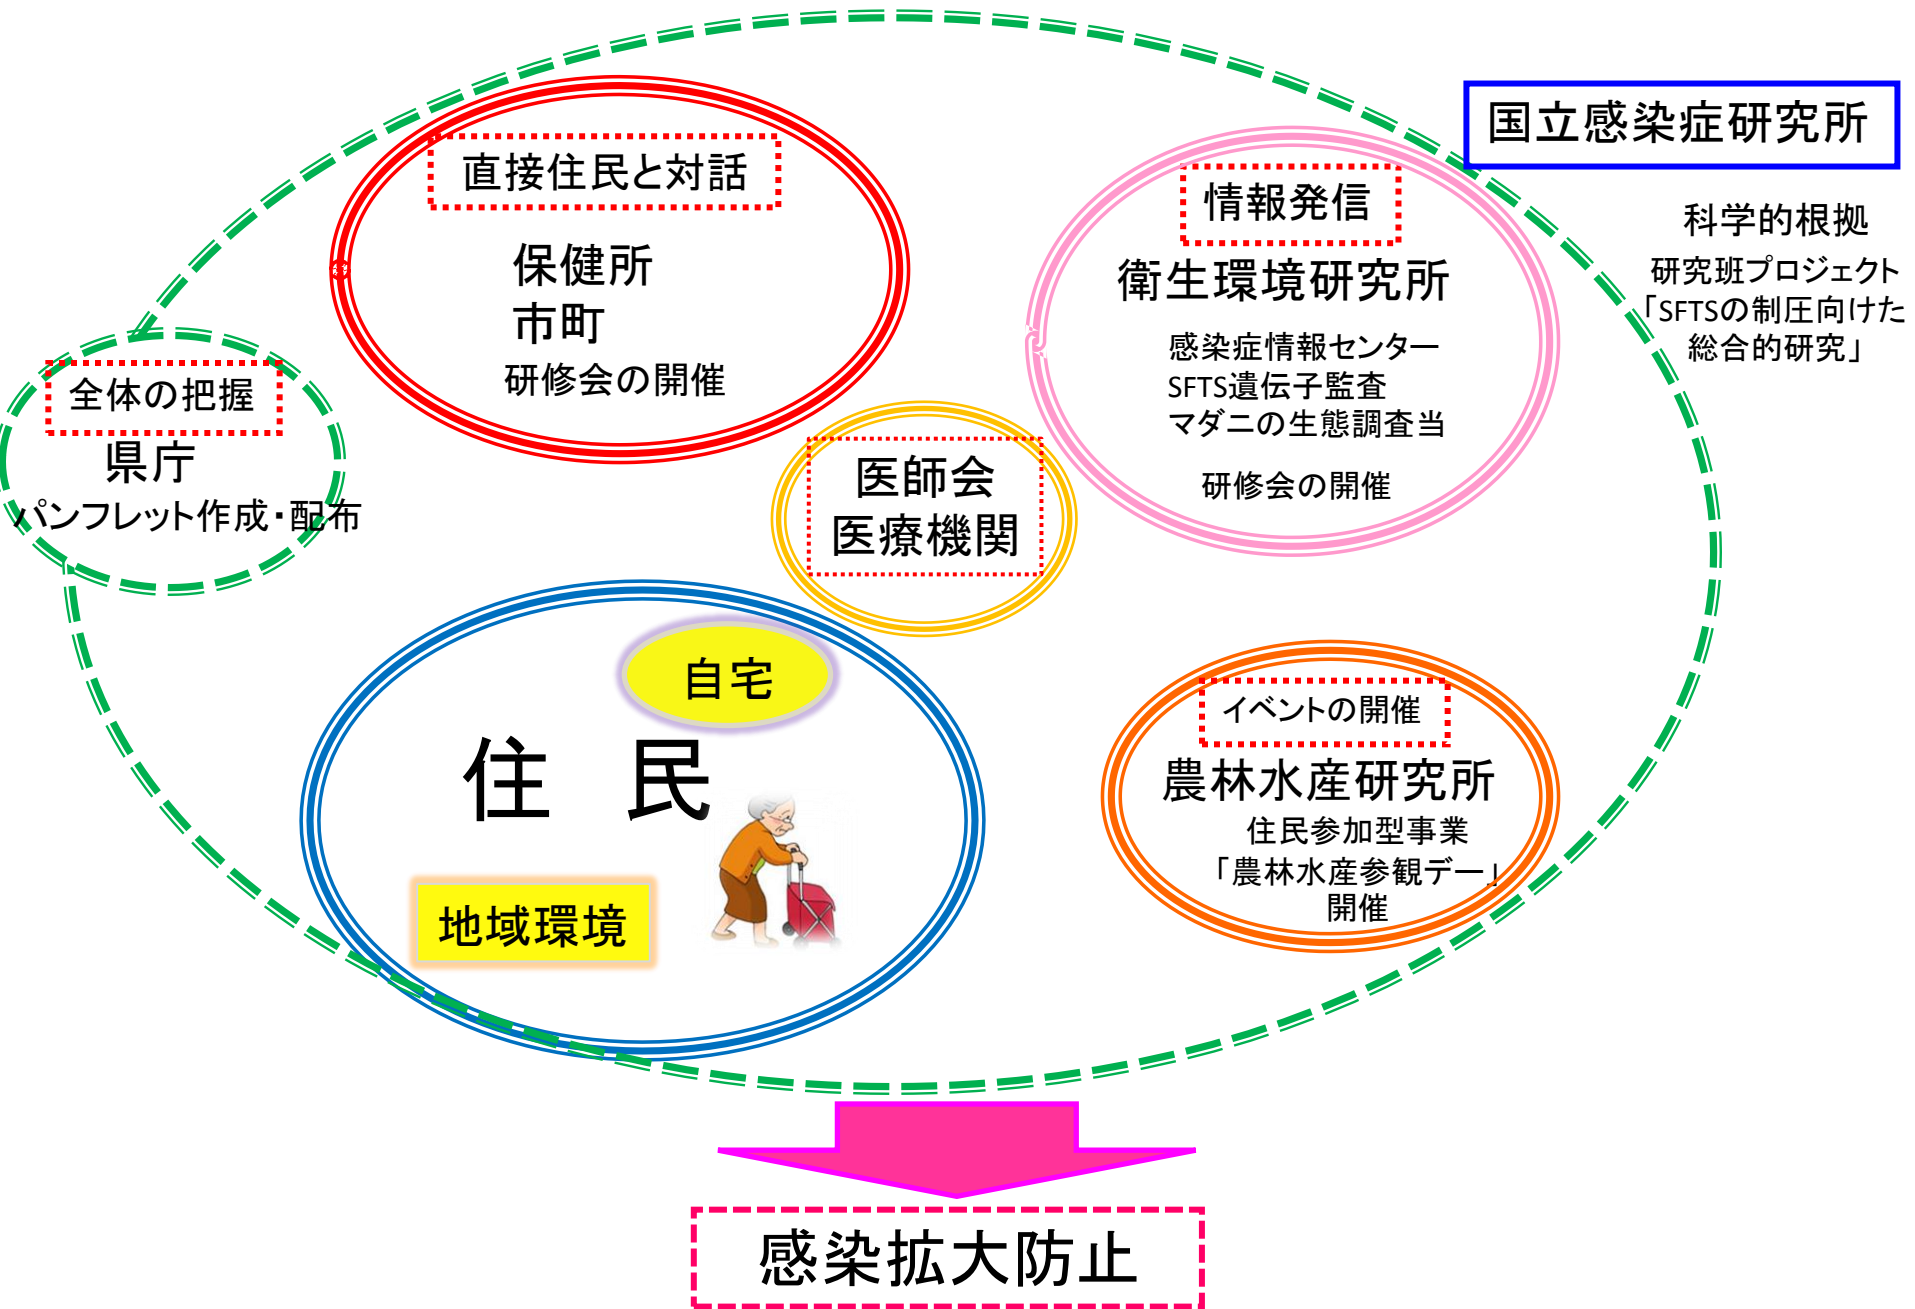 国立感染症研究所
科学的根拠
研究班プロジェクト
「SFTSの制圧向けた
総合的研究」
直接住民と対話
保健所
市町
研修会の開催
情報発信
衛生環境研究所
感染症情報センター
SFTS遺伝子監査
マダニの生態調査当
研修会の開催
全体の把握
県庁
パンフレット作成・配布
医師会
医療機関
自宅
住　民
地域環境
イベントの開催
農林水産研究所
住民参加型事業
「農林水産参観デー」
開催
感染拡大防止